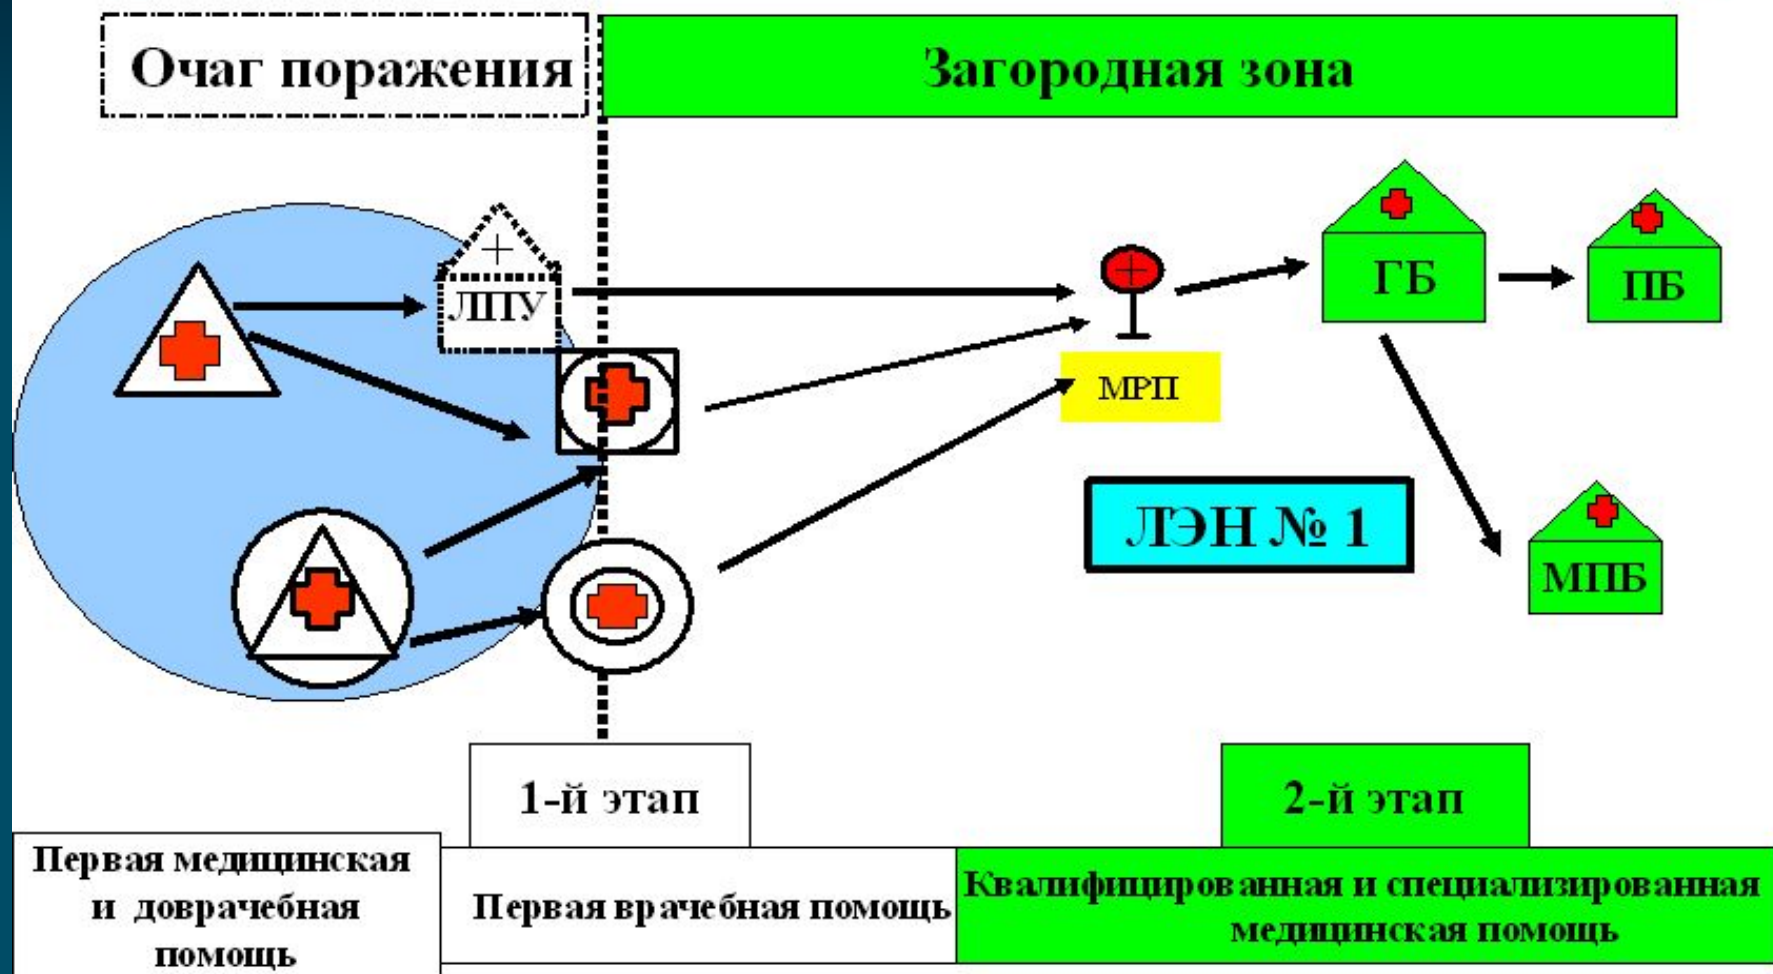 Очаг поражения
Загородная зона
ЛПУ
ГБ
ПБ
МРП
ЛЭН № 1
МПБ
1-й этап
2-й этап
Первая медицинская
и доврачебная
помощь
Первая врачебная помощь
Квалифицированная и специализированная
медицинская помощь